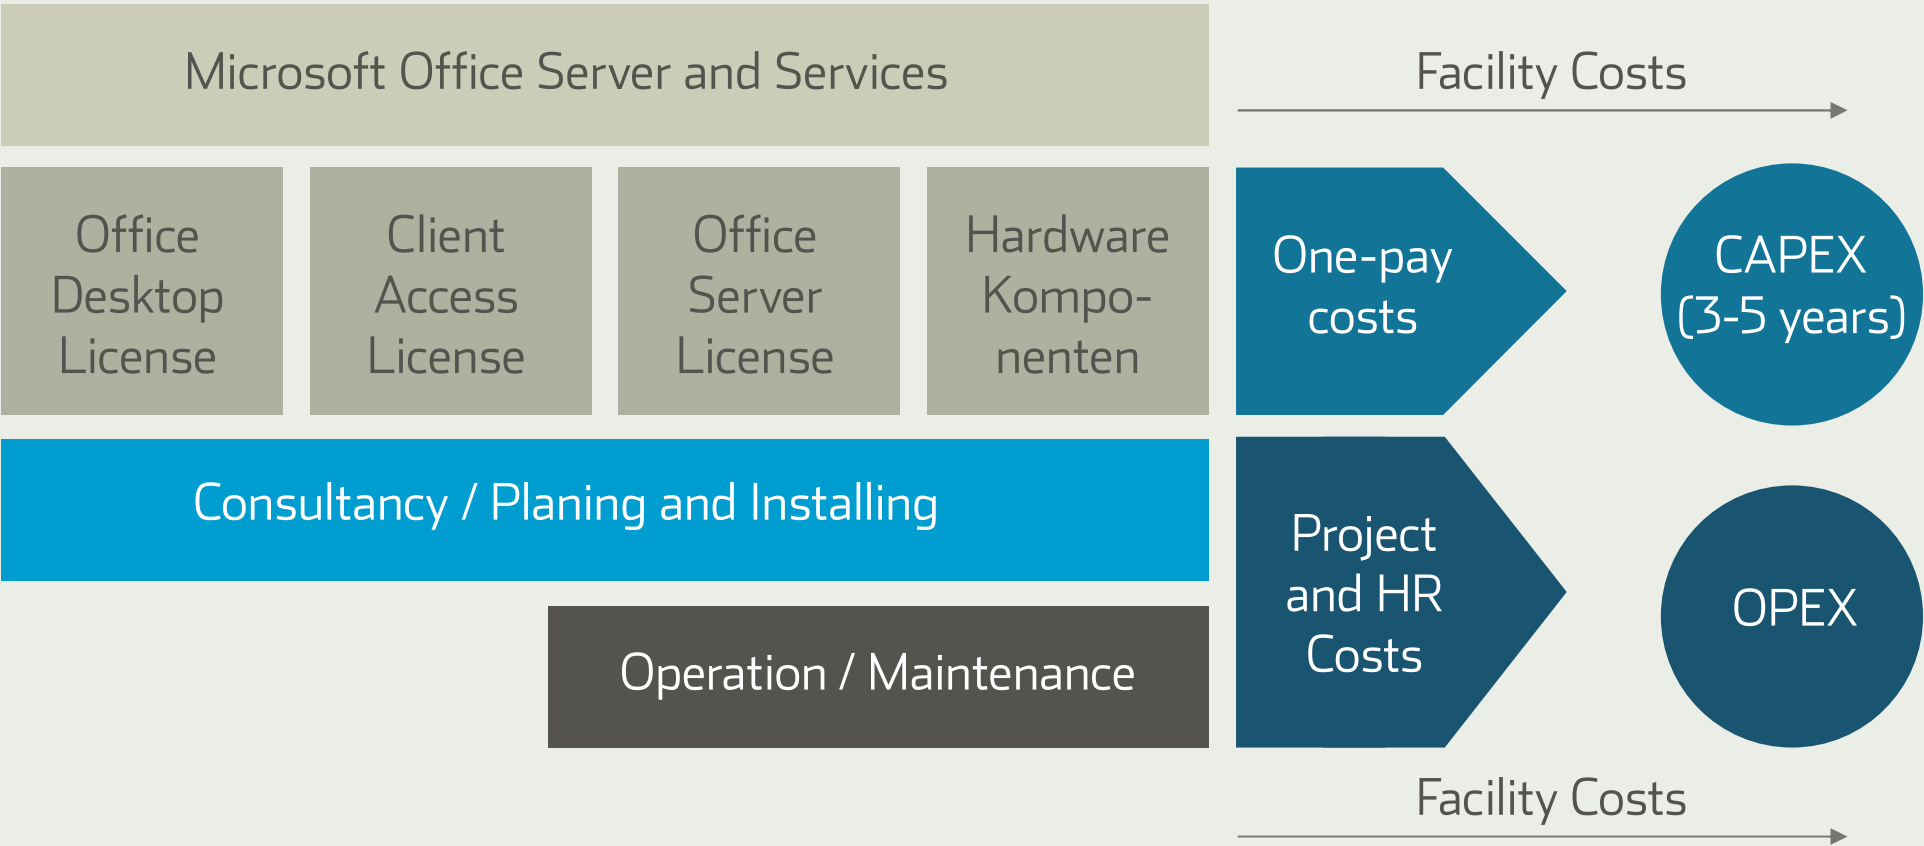 Microsoft Office Server and Services
Facility Costs
Office
Desktop
License
Client
Access
License
Office
Server
License
Hardware
Kompo-
nenten
One-pay
costs
CAPEX
(3-5 years)
Consultancy / Planing and Installing
Project
and HR
Costs
OPEX
Operation / Maintenance
Facility Costs